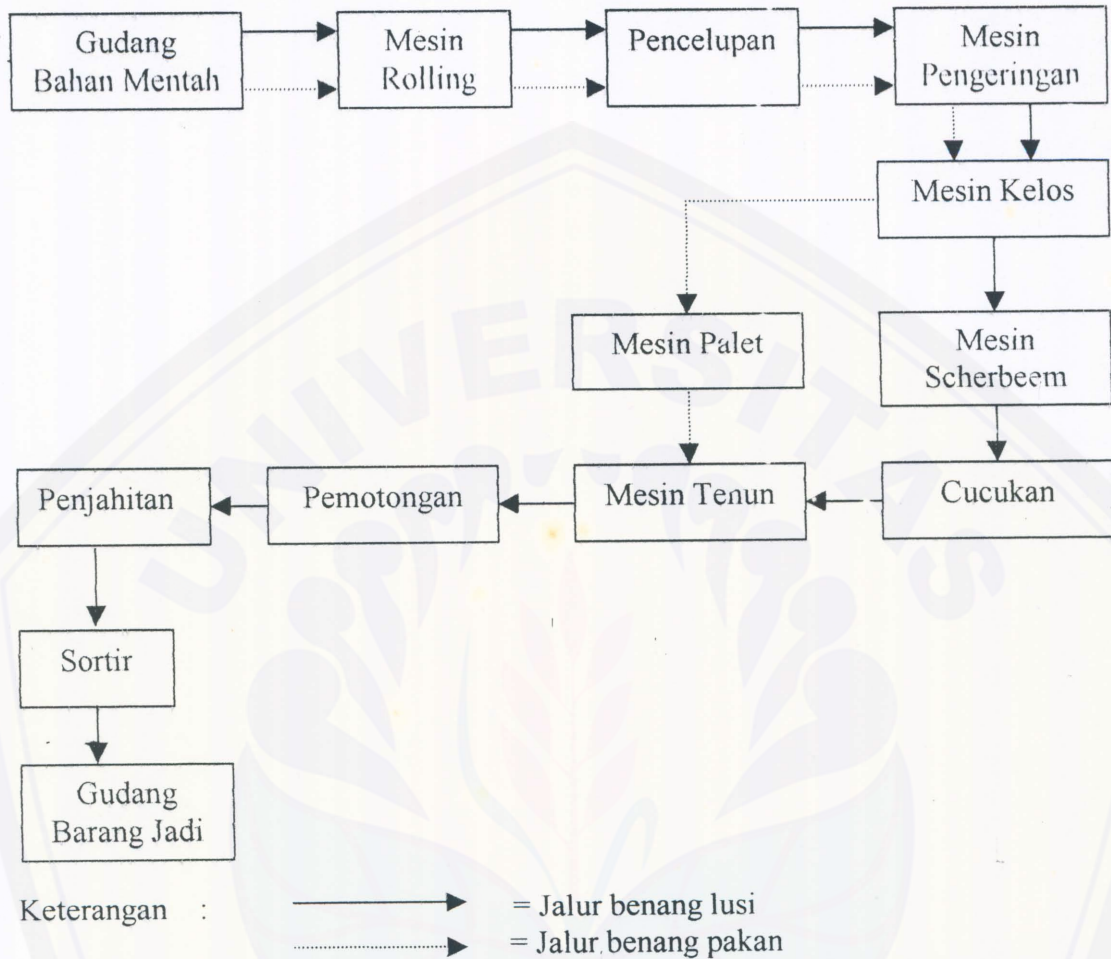 Gudang
Bahan Mentah
Mesin
Rolling
Pencelupan
Mesin
Pengeringan
Mesin Kelos
Mesin Palet
Mesin
Scherbeem
Penjahitan
Pemotongan
Mesin Tenun
Cucukan
Sortir
Gudang
Barang Jadi
Keterangan :
= Jalur benang lusi
= Jalur benang pakan
UNIVERSITAS